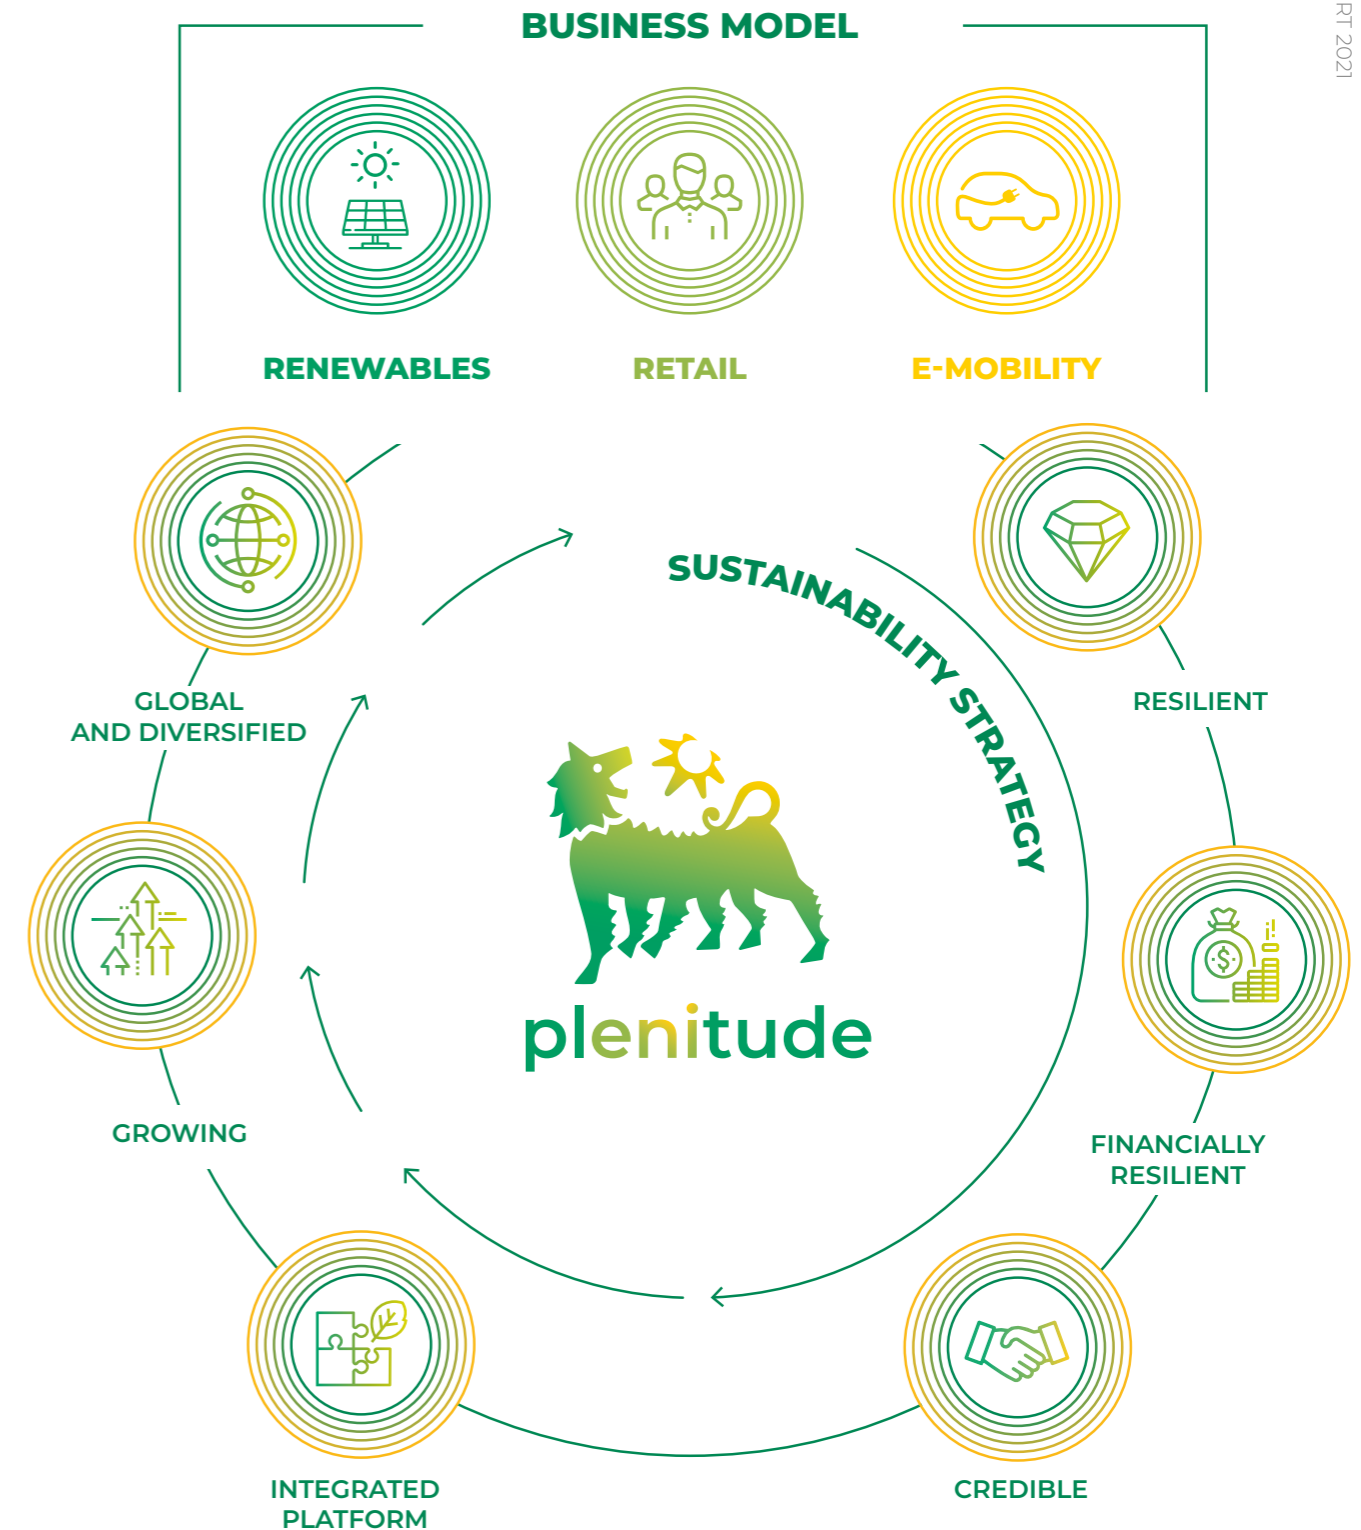 RT 2021
BUSINESS MODEL
RENEWABLES
RETAIL
E-MOBILITY
SUSTAINABILITY STRATEGY
GLOBAL
AND DIVERSIFIED
RESILIENT
plenitude
GROWING
FINANCIALLY
RESILIENT
INTEGRATED
PLATFORM
CREDIBLE